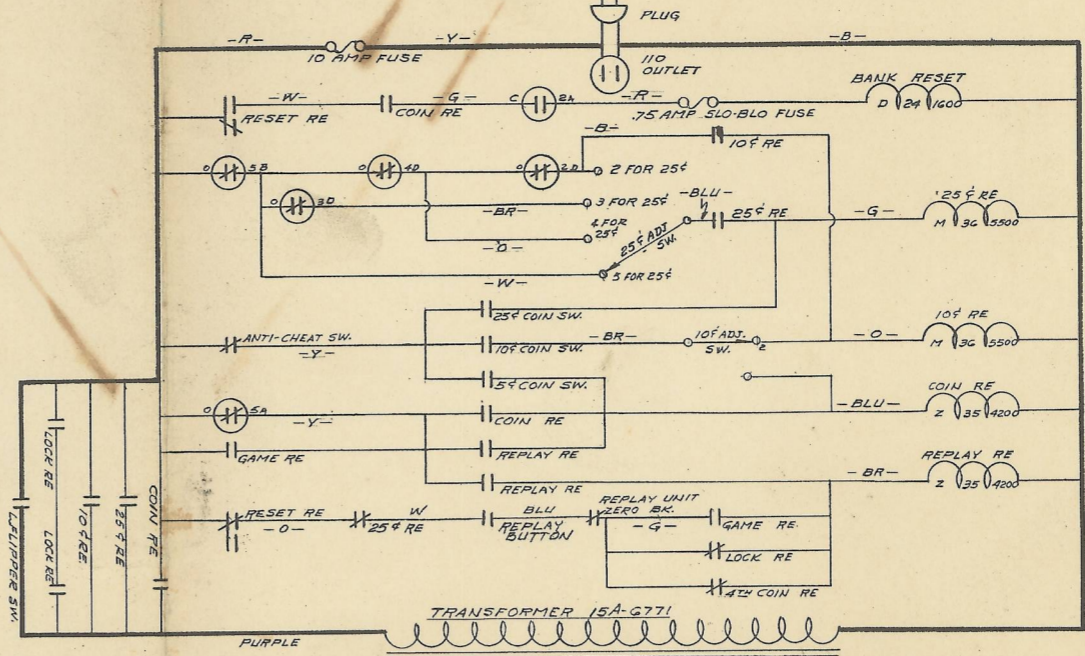 PLUG
-R-
-Y-
-B-
10 AMP FUSE
110
OUTLET
BANK RESET
D 24 1600
-W-
RESET RE
COIN RE
-G-
C 2A
-R-
.75 AMP SLO-BLO FUSE
-B-
10¢ RE
O 5B
O 4D
O 2D
2 FOR 25¢
O 3D
-BR-
3 FOR 25¢
-BLU-
25¢ RE
-G-
25¢ RE
M 36 5500
4 FOR
25¢
-O-
25¢ ADJ
SW.
-W-
5 FOR 25¢
25¢ COIN SW.
ANTI-CHEAT SW.
-Y-
10¢ COIN SW.
-BR-
10¢ ADJ.
SW.
2
-O-
10¢ RE
M 36 5500
5¢ COIN SW.
O 5A
-Y-
COIN RE
-BLU-
COIN RE
Z 35 4200
GAME RE
REPLAY RE
REPLAY RE
-BR-
REPLAY RE
Z 35 4200
LOCK RE
LOCK RE
10¢ RE.
25¢ RE
COIN RE
L.FLIPPER SW.
RESET RE
-O-
W
25¢ RE
BLU
REPLAY
BUTTON
REPLAY UNIT
ZERO BK.
-G-
GAME RE.
LOCK RE
4TH COIN RE
TRANSFORMER 15A-6771
PURPLE